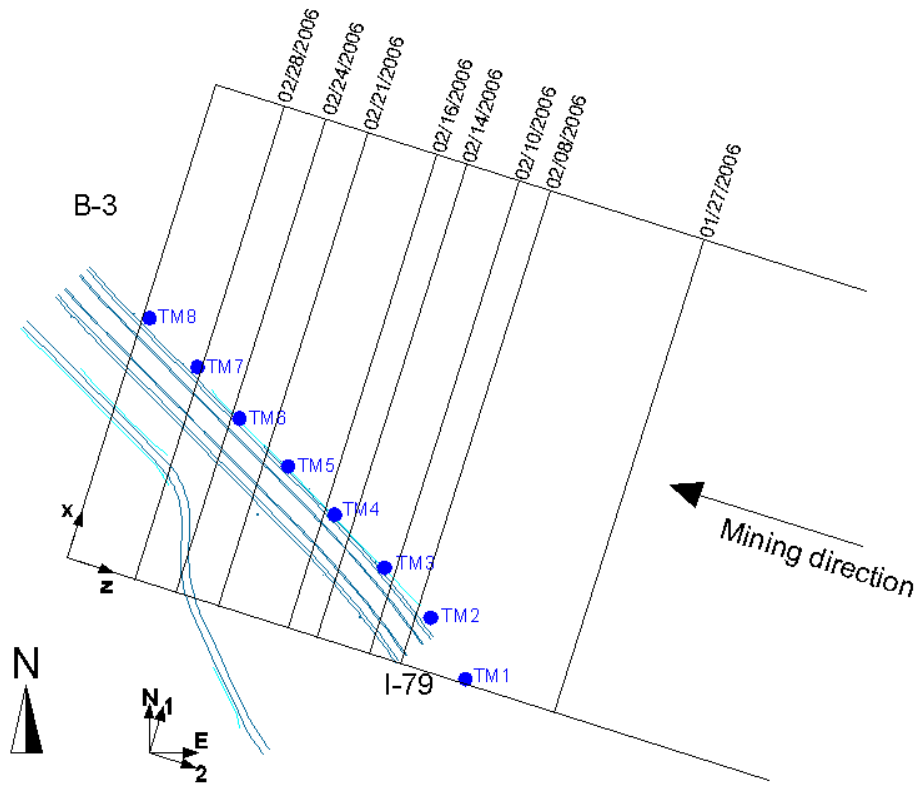 02/28/2006
02/24/2006
02/21/2006
02/16/2006
02/14/2006
02/10/2006
02/08/2006
01/27/2006
B-3
TM8
TM7
TM6
TM5
TM4
TM3
TM2
TM1
x
z
Mining direction
I-79
N
N
1
E
2